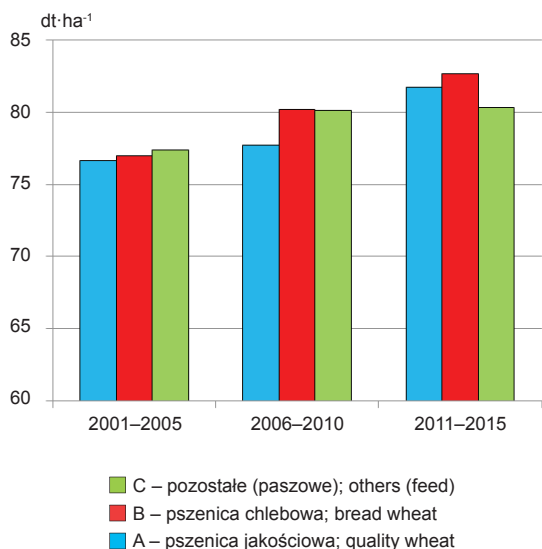 dt·ha⁻¹
85
80
75
70
65
60
2001–2005 2006–2010 2011–2015
C – pozostałe (paszowe); others (feed)
B – pszenica chlebowa; bread wheat
A – pszenica jakościowa; quality wheat